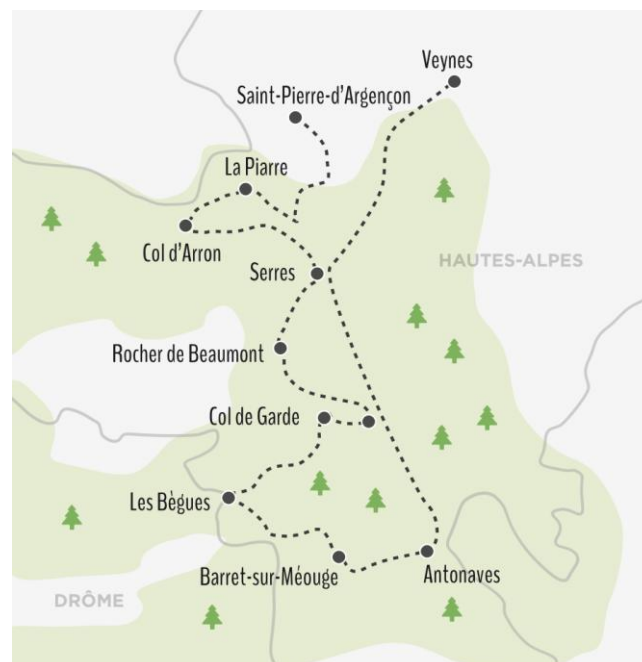 Veynes
Saint-Pierre-d'Argençon
La Piarre
Col d'Arron
HAUTES-ALPES
Serres
Rocher de Beaumont
Col de Garde
Les Bègues
Barret-sur-Méouge
Antonaves
DRÔME